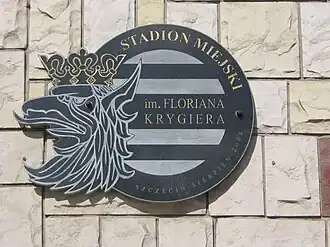 STADION MIEJSKI
im. FLORIANA
KRYGIERA
SZCZECIN SIERPIEŃ